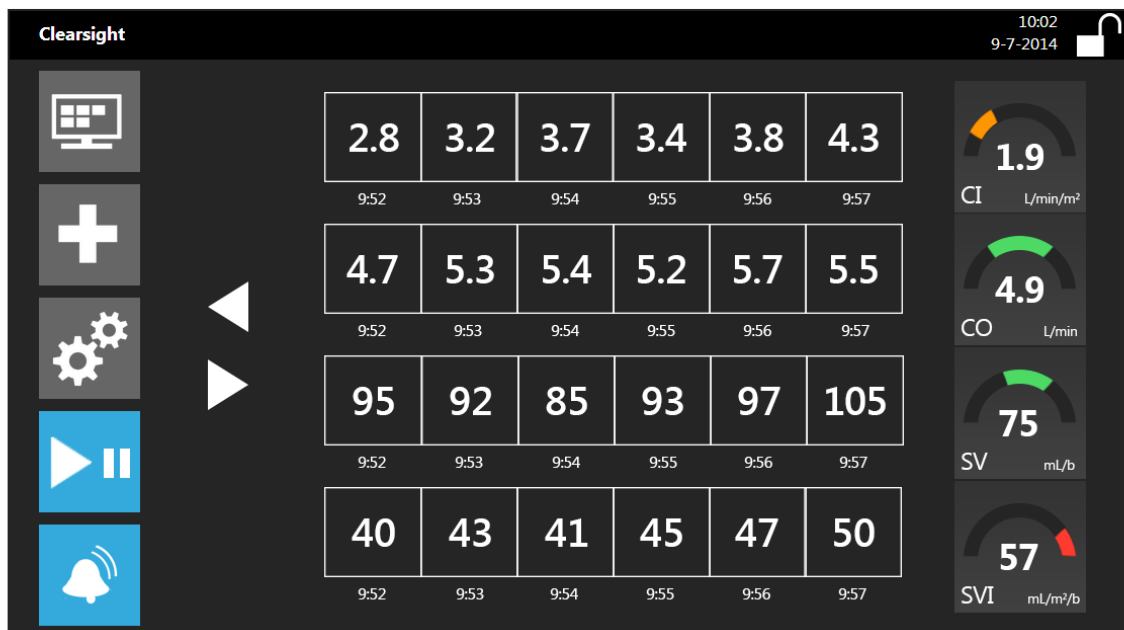 Clearsight
10:02
9-7-2014
2.8 3.2 3.7 3.4 3.8 4.3
9:52 9:53 9:54 9:55 9:56 9:57
1.9
CI L/min/m²
4.7 5.3 5.4 5.2 5.7 5.5
9:52 9:53 9:54 9:55 9:56 9:57
4.9
CO L/min
95 92 85 93 97 105
9:52 9:53 9:54 9:55 9:56 9:57
75
SV mL/b
40 43 41 45 47 50
9:52 9:53 9:54 9:55 9:56 9:57
57
SVI mL/m²/b